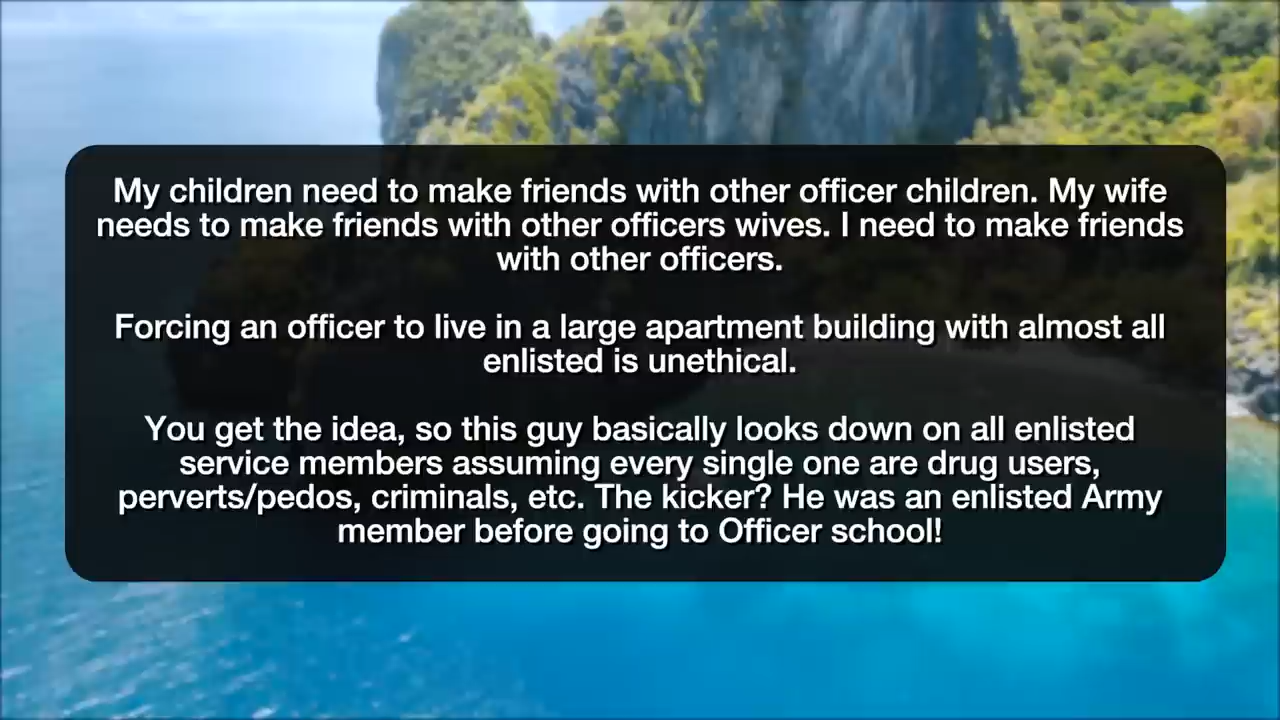 My children need to make friends with other officer children. My wife
needs to make friends with other officers wives. I need to make friends
with other officers.
Forcing an officer to live in a large apartment building with almost all
enlisted is unethical.
You get the idea, so this guy basically looks down on all enlisted
service members assuming every single one are drug users,
perverts/pedos, criminals, etc. The kicker? He was an enlisted Army
member before going to Officer school!